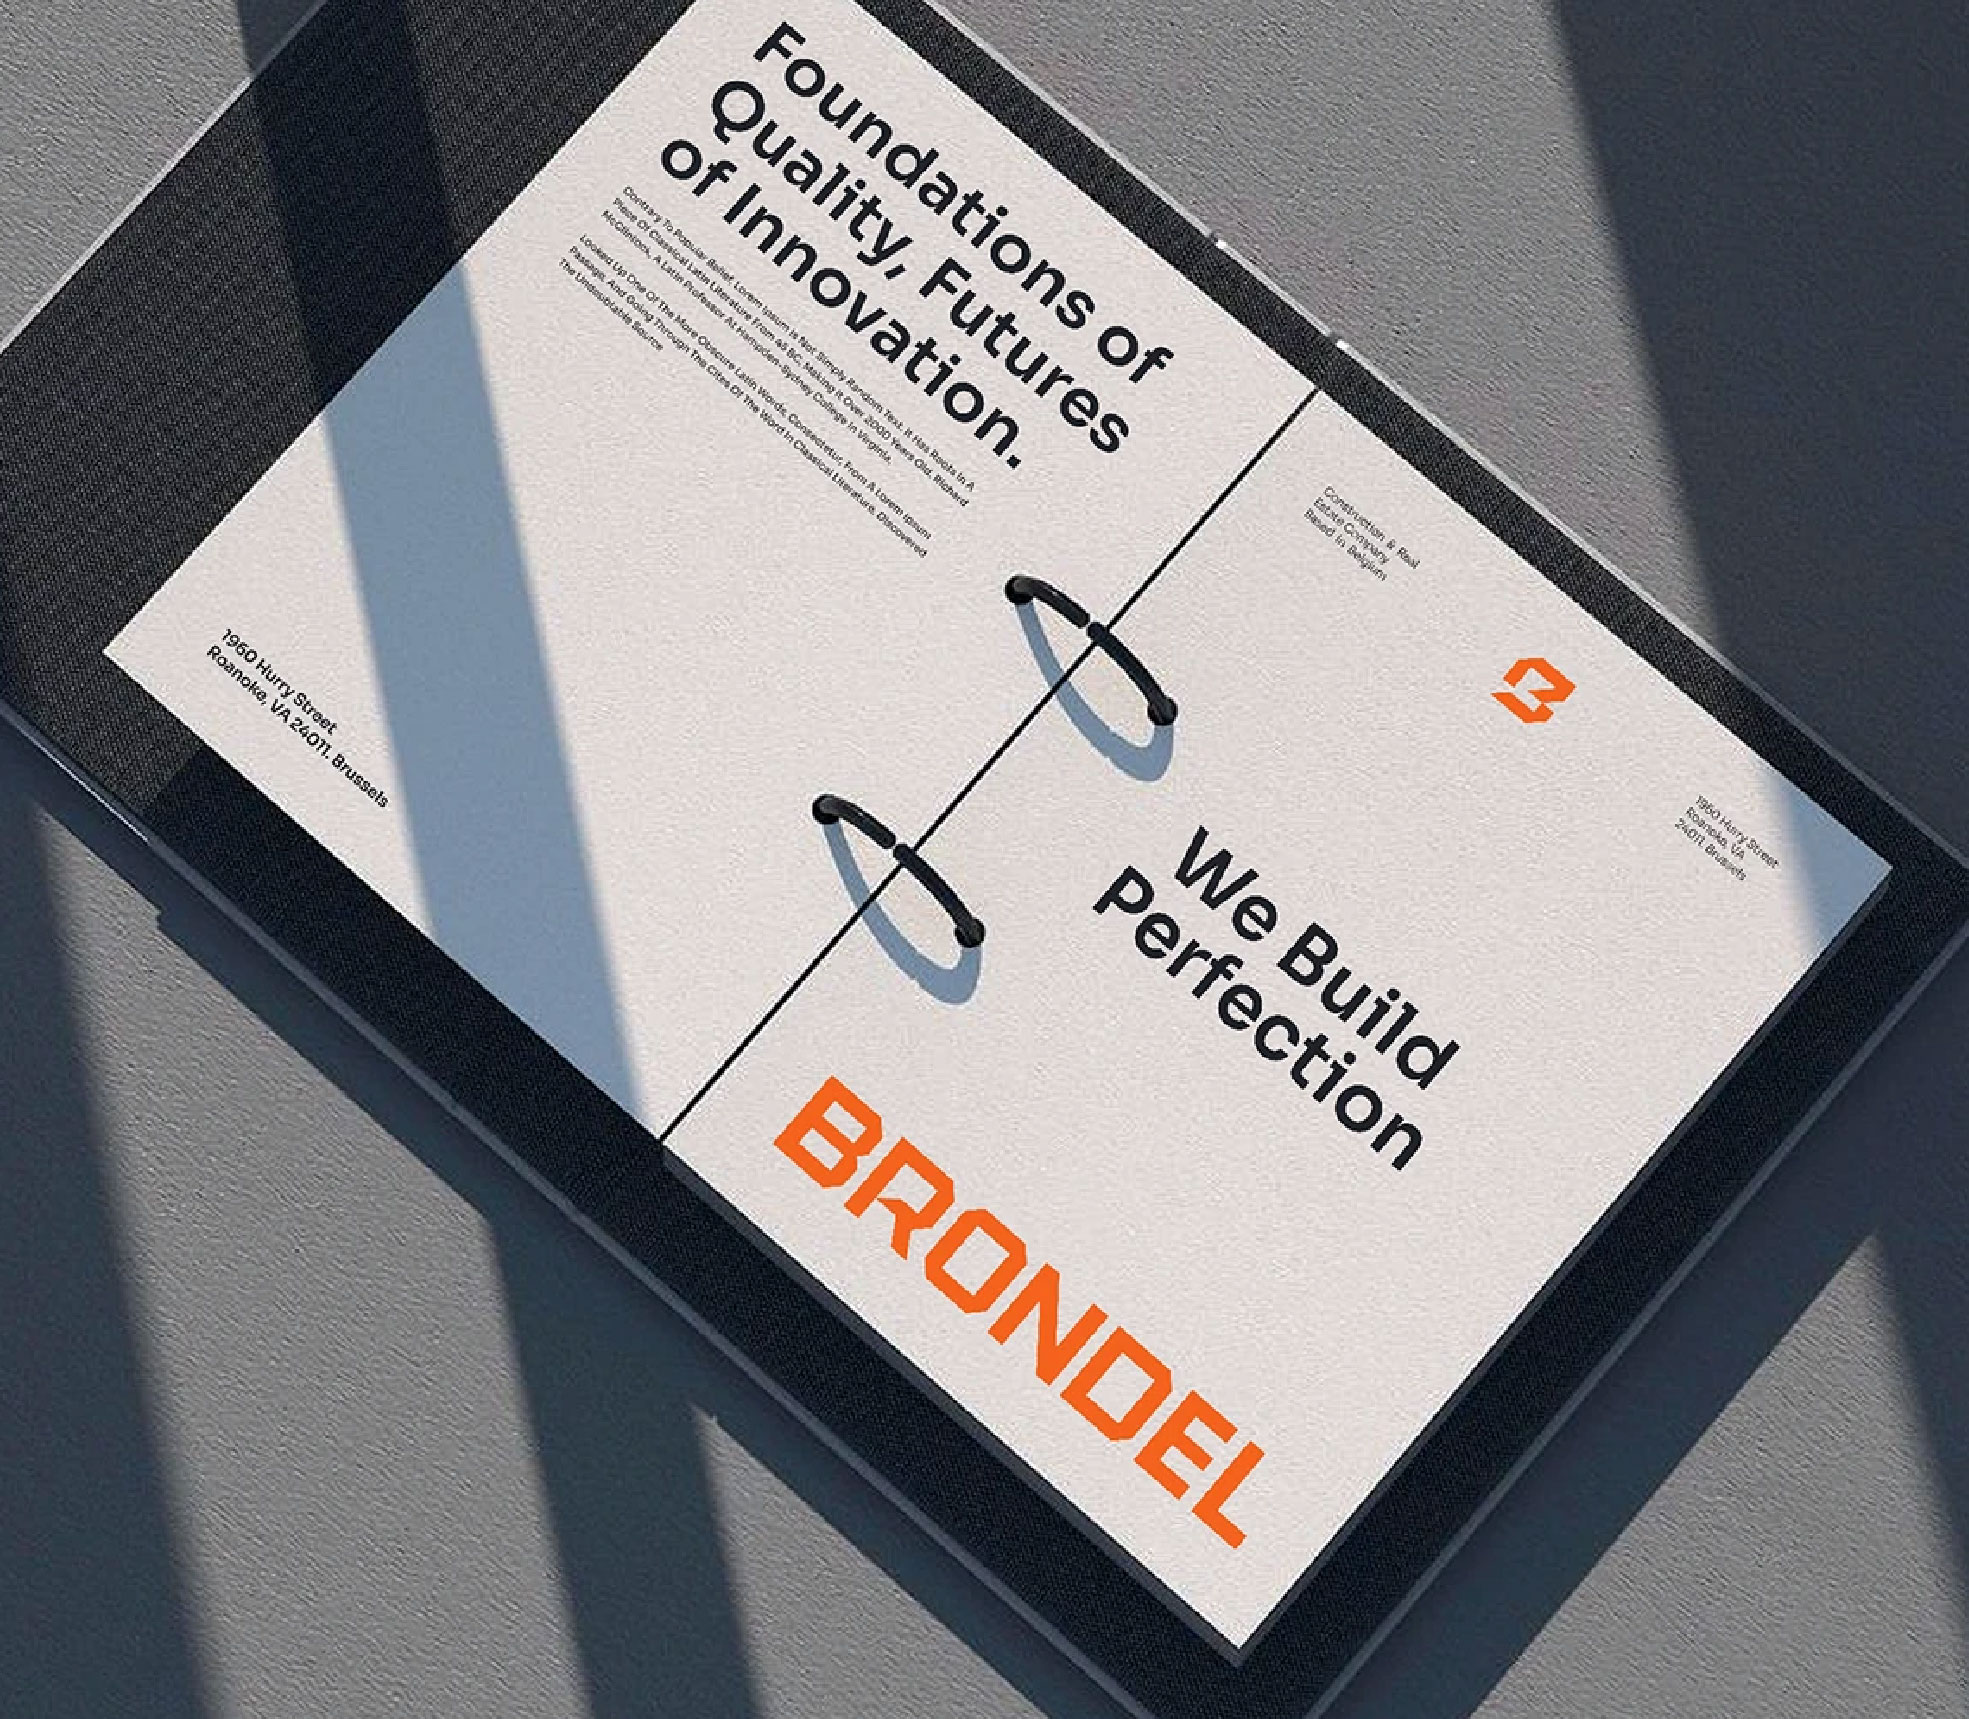 Foundations of
Quality, Futures
of Innovation.
Contrary To Popular Belief, Lorem Ipsum is Not Simply Random Text. It Has Roots In A
Piece Of Classical Latin Literature From 45 BC, Making It Over 2000 Years Old. Richard
McClintock, A Latin Professor At Hampden-Sydney College In Virginia,
Looked Up One Of The More Obscure Latin Words, Consectetur, From A Lorem Ipsum
Passage, And Going Through The Cites Of The Word In Classical Literature, Discovered
The Undoubtable Source
1960 Hurry Street
Roanoke, VA 24011. Brussels
Construction & Real
Estate Company
Based in Belgium
B
1960 Hurry Street
Roanoke, VA
24011. Brussels
We Build
Perfection
BRONDEL